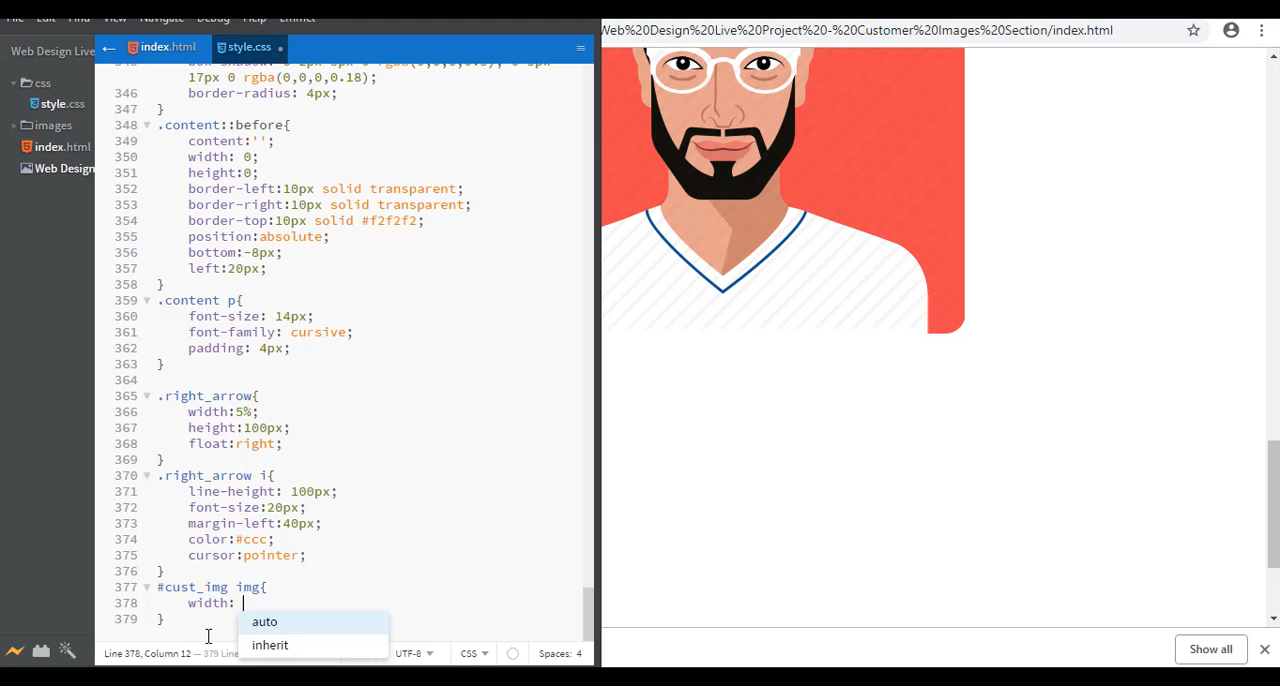 File Edit Find View Navigate Debug Help Emmet
Web%20Design%20Live%20Project%20-%20Customer%20Images%20Section/index.html
Web Design Live
← index.html style.css
css
style.css
images
index.html
Web Design
17px 0 rgba(0,0,0,0.18);
346 border-radius: 4px;
347 }
348 .content::before{
349 content:'';
350 width: 0;
351 height:0;
352 border-left:10px solid transparent;
353 border-right:10px solid transparent;
354 border-top:10px solid #f2f2f2;
355 position:absolute;
356 bottom:-8px;
357 left:20px;
358 }
359 .content p{
360 font-size: 14px;
361 font-family: cursive;
362 padding: 4px;
363 }
364
365 .right_arrow{
366 width:5%;
367 height:100px;
368 float:right;
369 }
370 .right_arrow i{
371 line-height: 100px;
372 font-size:20px;
373 margin-left:40px;
374 color:#ccc;
375 cursor:pointer;
376 }
377 #cust_img img{
378 width:
379 }
auto
inherit
Line 378, Column 12 — 379 Line
UTF-8 CSS Spaces: 4
Show all